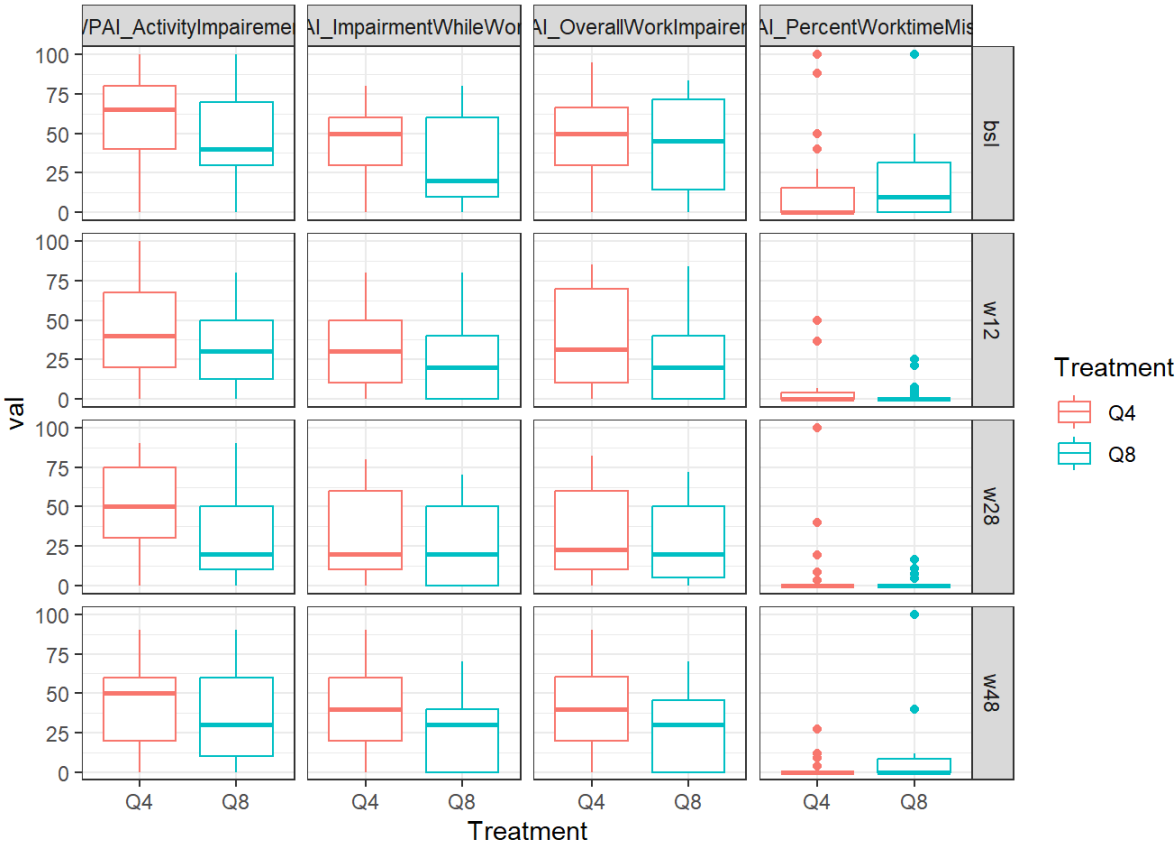 /PAI_ActivityImpairemen
AI_ImpairmentWhileWor
AI_OverallWorkImpairem
AI_PercentWorktimeMis
100
75
50
25
0
bsl
100
75
50
25
0
w12
100
75
50
25
0
w28
100
75
50
25
0
w48
val
Q4
Q8
Q4
Q8
Q4
Q8
Q4
Q8
Treatment
Treatment
Q4
Q8